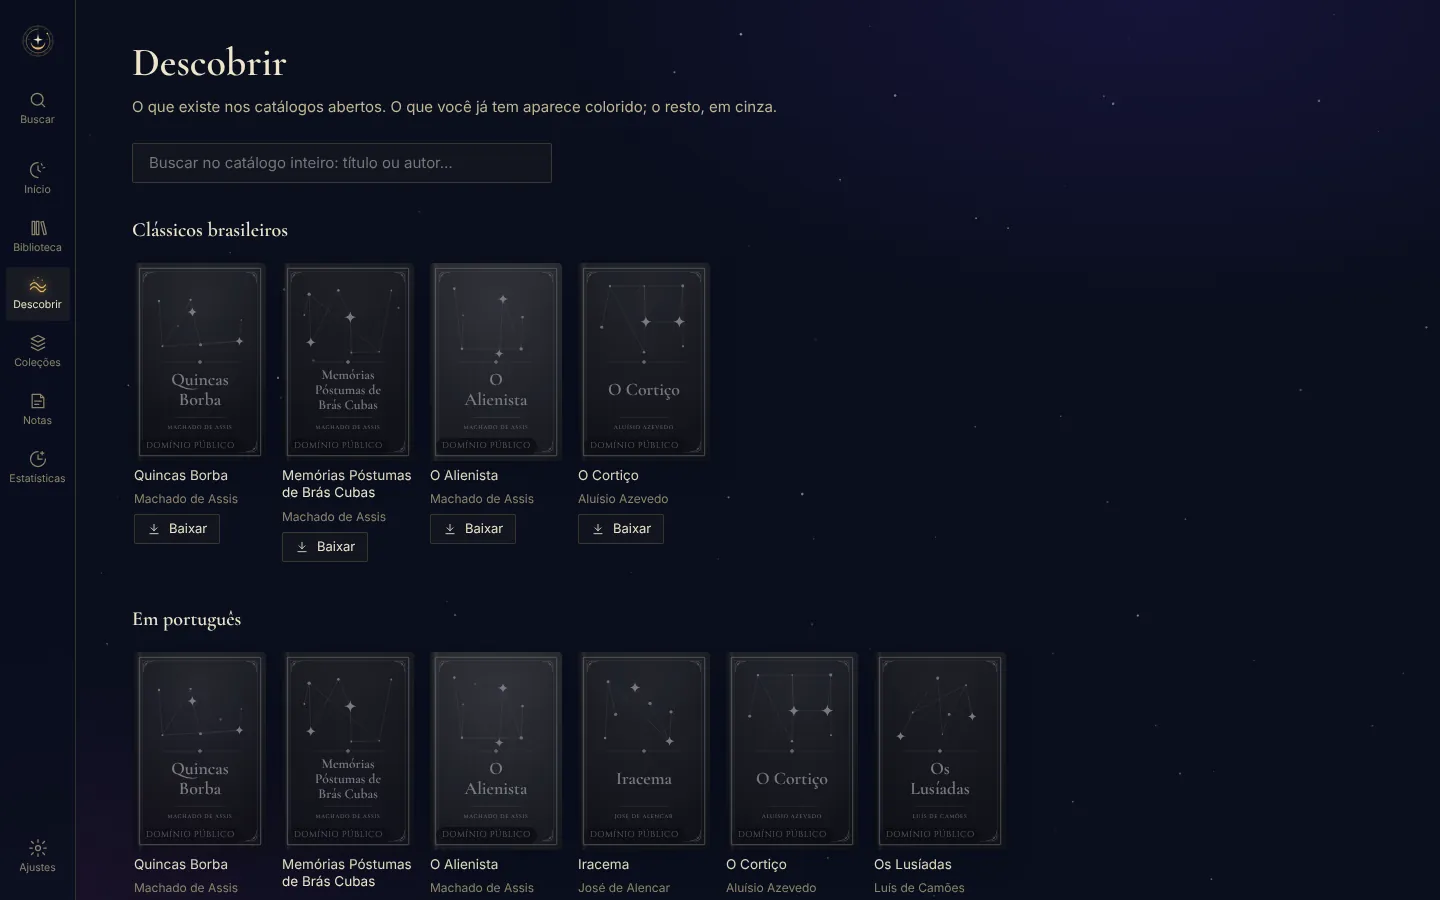 Buscar
Início
Biblioteca
Descobrir
Coleções
Notas
Estatísticas
Ajustes
Descobrir
O que existe nos catálogos abertos. O que você já tem aparece colorido; o resto, em cinza.
Buscar no catálogo inteiro: título ou autor...
Clássicos brasileiros
Quincas
Borba
MACHADO DE ASSIS
DOMÍNIO PÚBLICO
Quincas Borba
Machado de Assis
Baixar
Memórias
Póstumas de
Brás Cubas
MACHADO DE ASSIS
DOMÍNIO PÚBLICO
Memórias Póstumas
de Brás Cubas
Machado de Assis
Baixar
O
Alienista
MACHADO DE ASSIS
DOMÍNIO PÚBLICO
O Alienista
Machado de Assis
Baixar
O Cortiço
ALUÍSIO AZEVEDO
DOMÍNIO PÚBLICO
O Cortiço
Aluísio Azevedo
Baixar
Em português
Quincas
Borba
MACHADO DE ASSIS
DOMÍNIO PÚBLICO
Quincas Borba
Machado de Assis
Memórias
Póstumas de
Brás Cubas
MACHADO DE ASSIS
DOMÍNIO PÚBLICO
Memórias Póstumas
de Brás Cubas
O
Alienista
MACHADO DE ASSIS
DOMÍNIO PÚBLICO
O Alienista
Machado de Assis
Iracema
JOSÉ DE ALENCAR
DOMÍNIO PÚBLICO
Iracema
José de Alencar
O Cortiço
ALUÍSIO AZEVEDO
DOMÍNIO PÚBLICO
O Cortiço
Aluísio Azevedo
Os
Lusíadas
LUÍS DE CAMÕES
DOMÍNIO PÚBLICO
Os Lusíadas
Luís de Camões